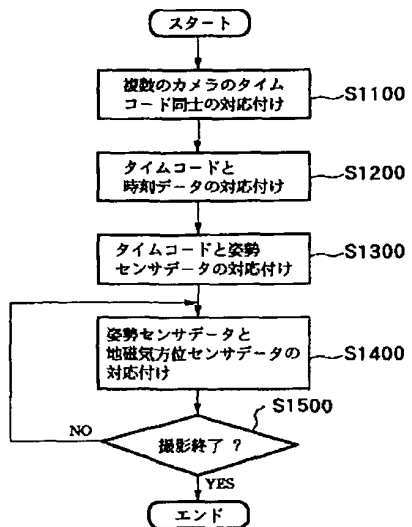 スタート
複数のカメラのタイム
コード同士の対応付け
S1100
タイムコードと
時刻データの対応付け
S1200
タイムコードと姿勢
センサデータの対応付け
S1300
姿勢センサデータと
地磁気方位センサデータの
対応付け
S1400
S1500
撮影終了 ?
NO
YES
エンド